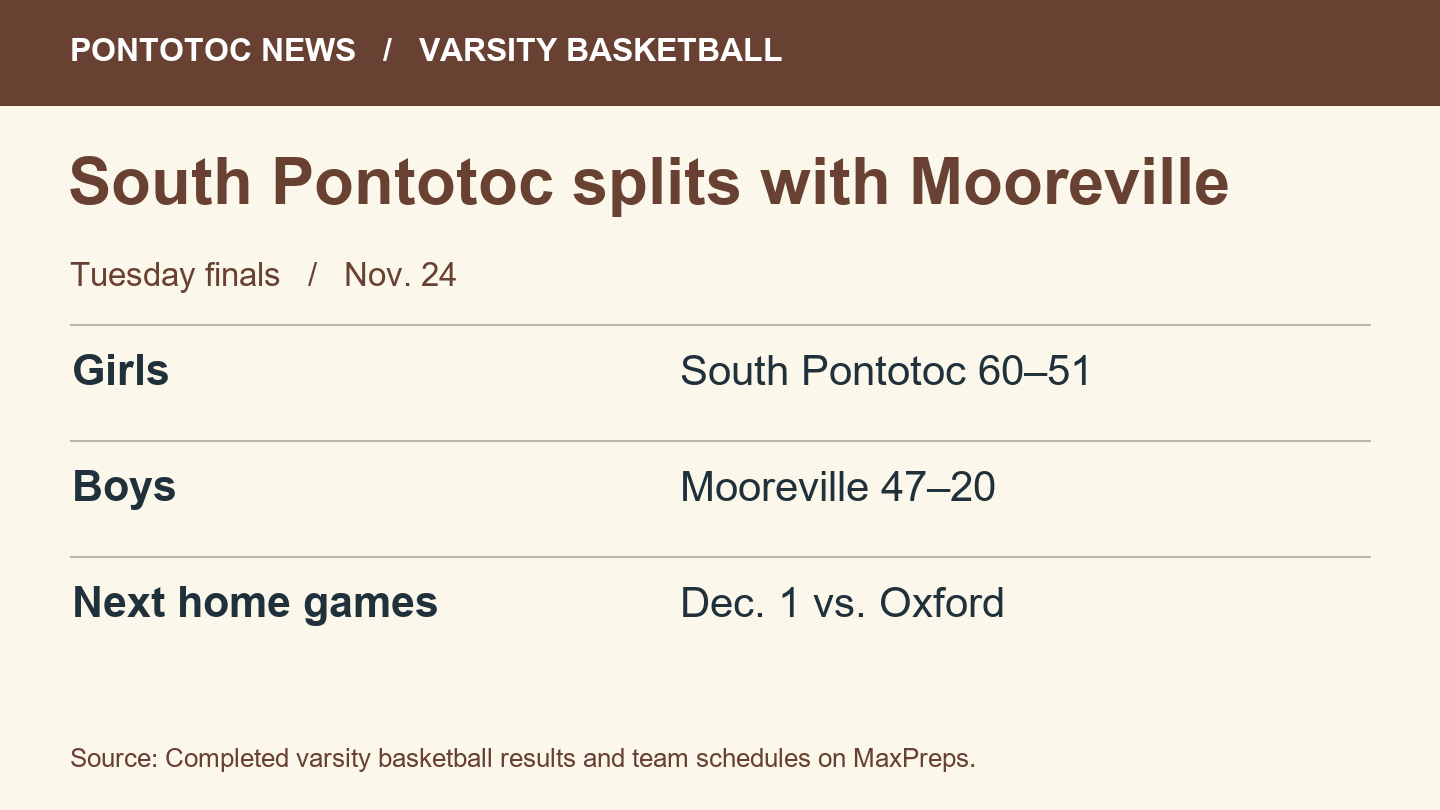 PONTOTOC NEWS / VARSITY BASKETBALL
South Pontotoc splits with Mooreville
Tuesday finals / Nov. 24
Girls South Pontotoc 60–51
Boys Mooreville 47–20
Next home games Dec. 1 vs. Oxford
Source: Completed varsity basketball results and team schedules on MaxPreps.